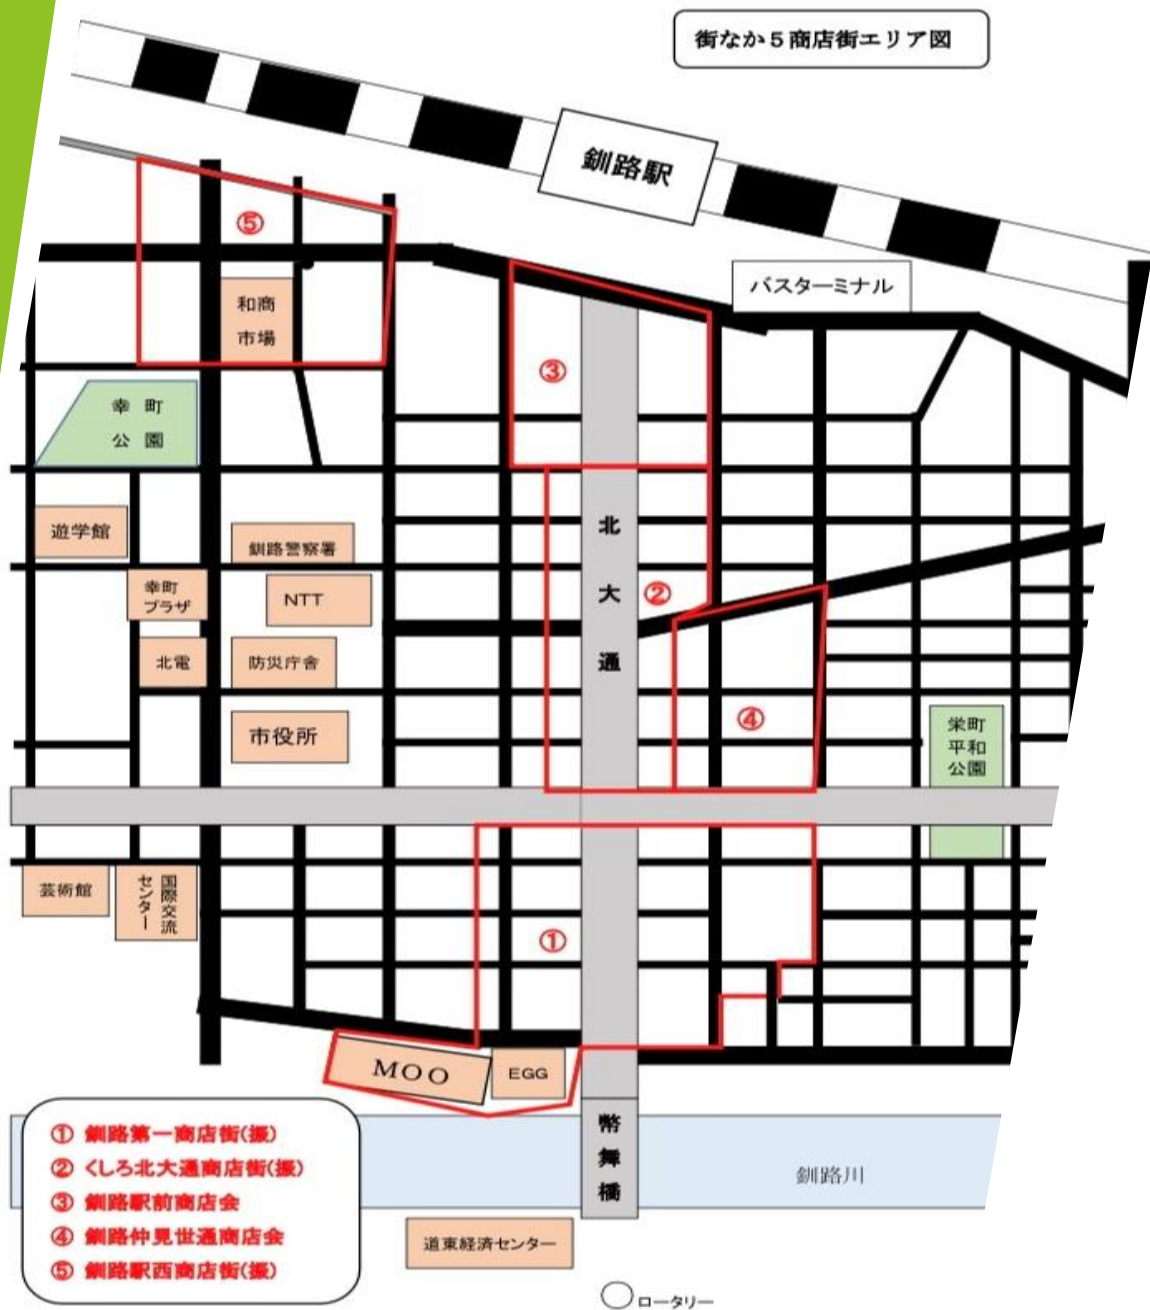 街なか５商店街エリア図
釧路駅
バスターミナル
⑤
和商
市場
③
幸 町
公 園
遊学館
釧路警察署
幸町
プラザ
NTT
北電
防災庁舎
市役所
北
大
通
②
④
栄町
平和
公園
芸術館
国際交流
センター
①
MOO
EGG
幣
舞
橋
釧路川
① 釧路第一商店街(振)
② くしろ北大通商店街(振)
③ 釧路駅前商店会
④ 釧路仲見世通商店会
⑤ 釧路駅西商店街(振)
道東経済センター
ロータリー